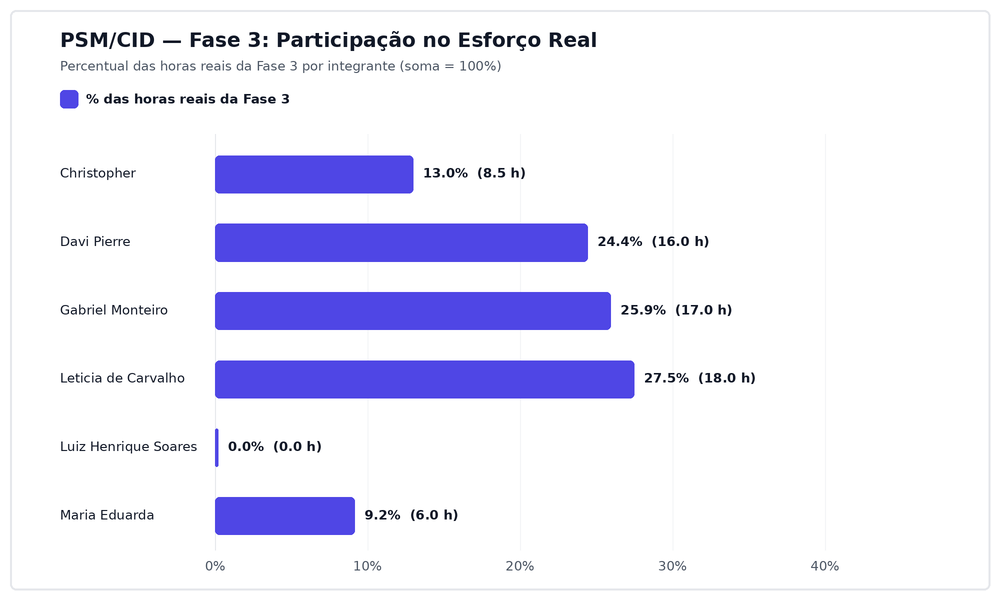 PSM/CID — Fase 3: Participação no Esforço Real
Percentual das horas reais da Fase 3 por integrante (soma = 100%)
% das horas reais da Fase 3
Christopher 13.0% (8.5 h)
Davi Pierre 24.4% (16.0 h)
Gabriel Monteiro 25.9% (17.0 h)
Leticia de Carvalho 27.5% (18.0 h)
Luiz Henrique Soares 0.0% (0.0 h)
Maria Eduarda 9.2% (6.0 h)
0% 10% 20% 30% 40%